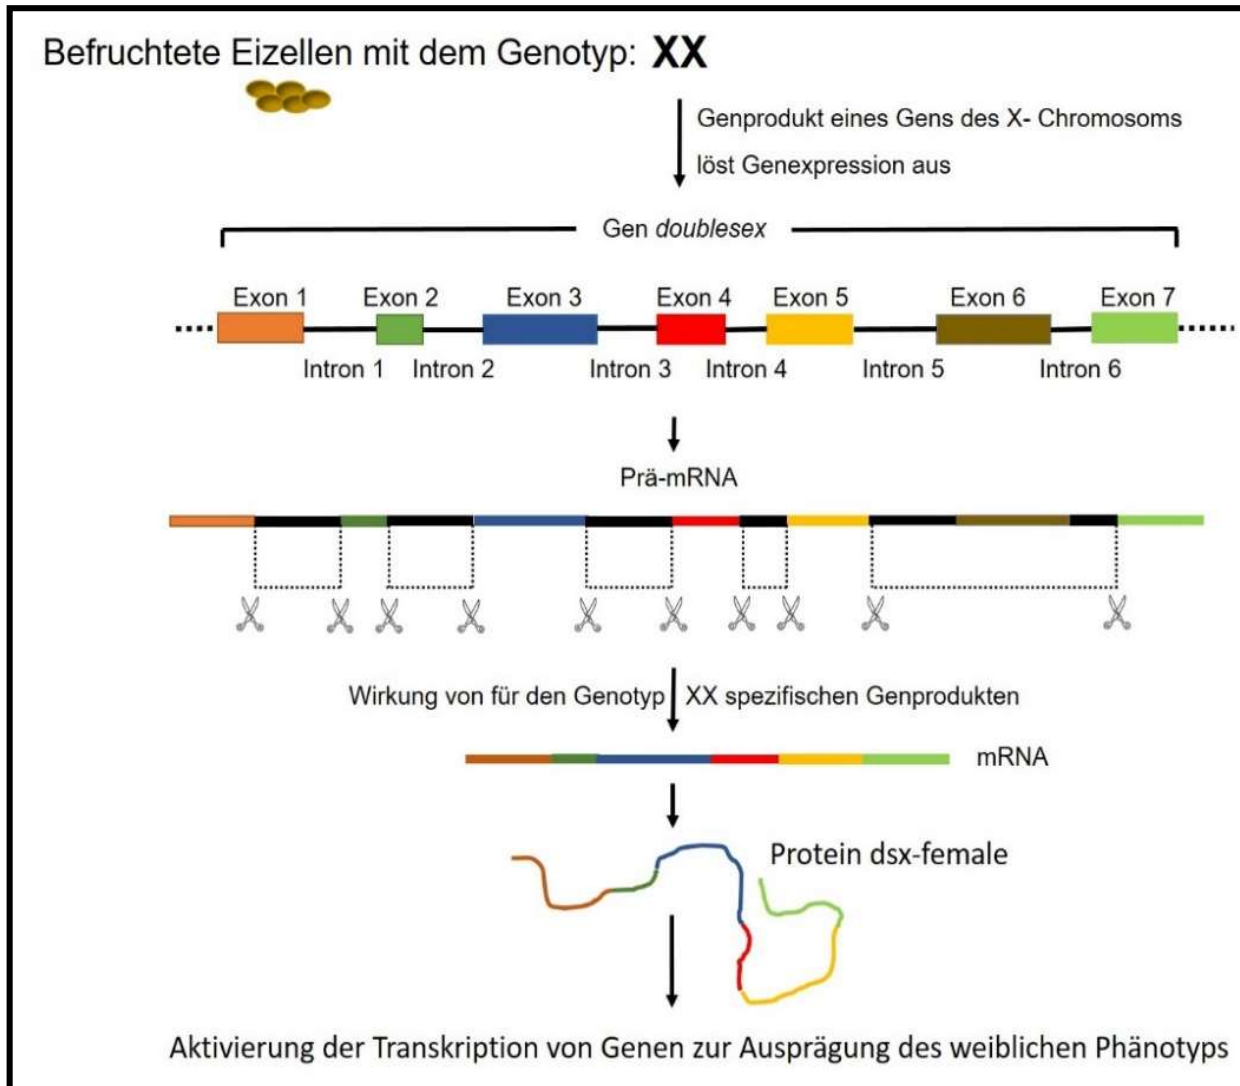 Befruchtete Eizellen mit dem Genotyp: XX
Genprodukt eines Gens des X- Chromosoms
löst Genexpression aus
Gen doublesex
Exon 1 Exon 2 Exon 3 Exon 4 Exon 5 Exon 6 Exon 7
Intron 1 Intron 2 Intron 3 Intron 4 Intron 5 Intron 6
Prä-mRNA
Wirkung von für den Genotyp XX spezifischen Genprodukten
mRNA
Protein dsx-female
Aktivierung der Transkription von Genen zur Ausprägung des weiblichen Phänotyps